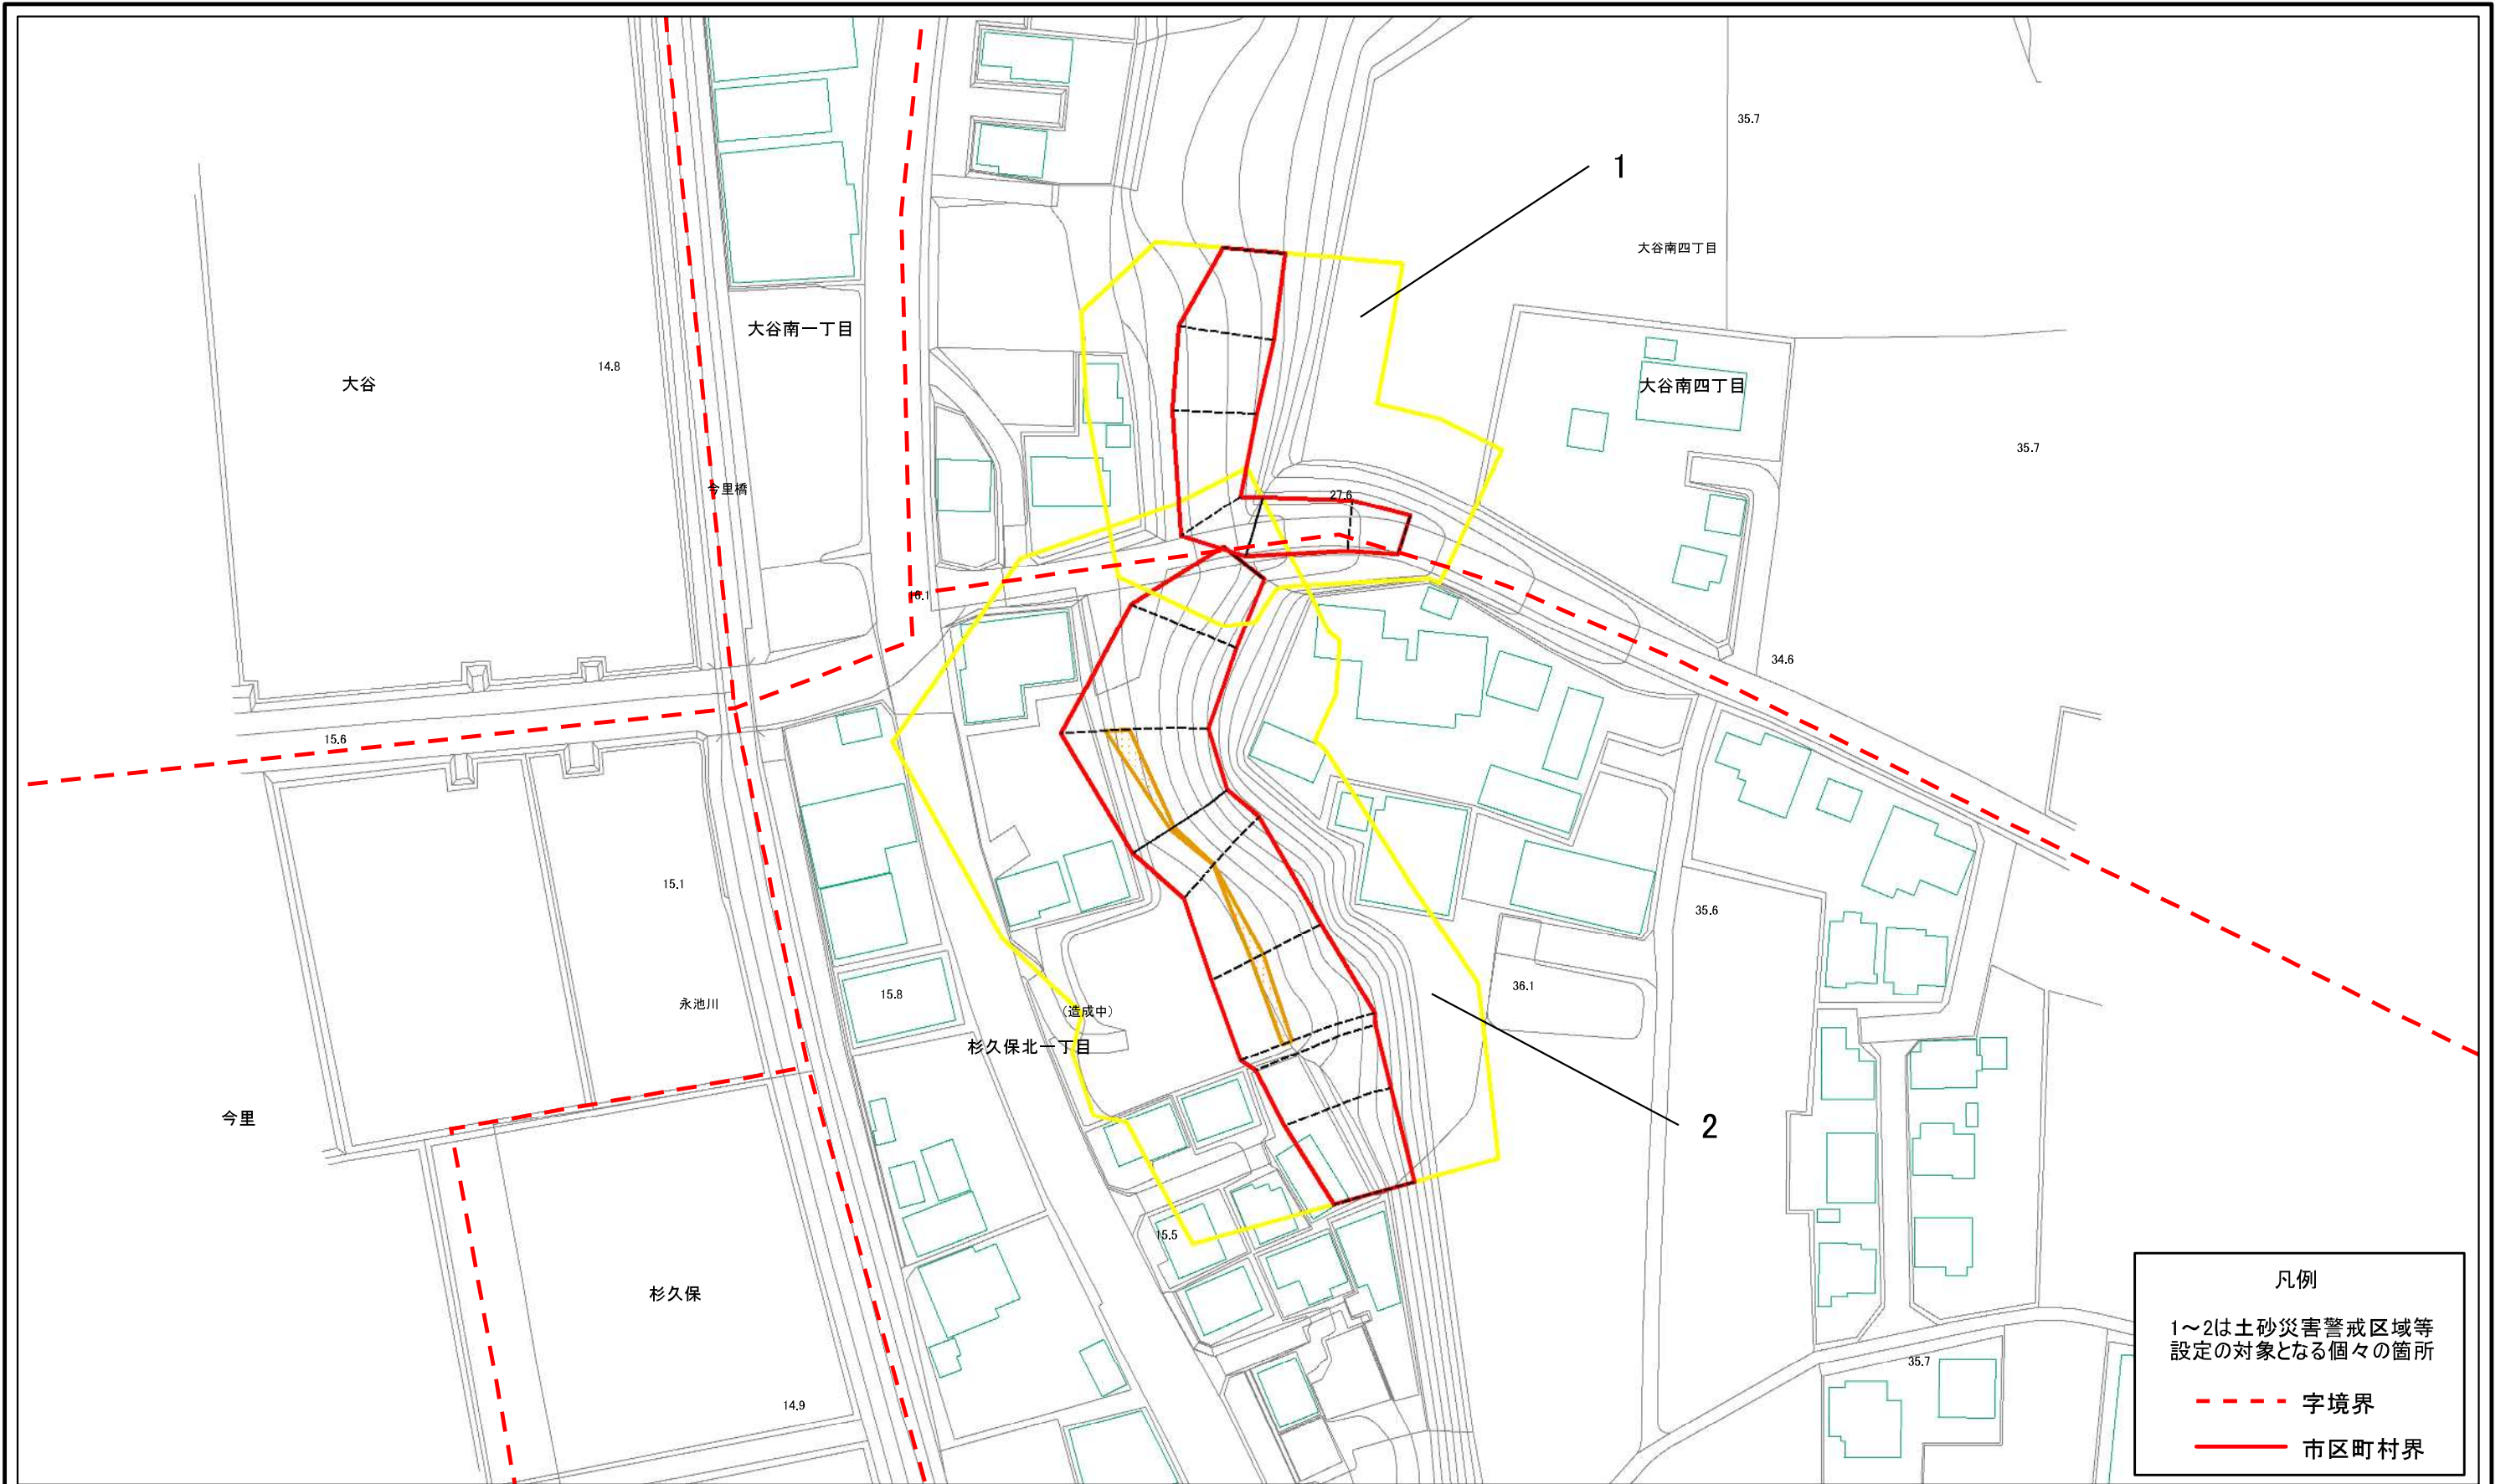 35.7
1
大谷南四丁目
大谷南一丁目
14.8
大谷
大谷南四丁目
35.7
今里橋
27.6
16.1
34.6
15.6
15.1
35.6
36.1
15.8
永池川
(造成中)
杉久保北一丁目
今里
2
15.5
杉久保
35.7
14.9
凡例
1～2は土砂災害警戒区域等
設定の対象となる個々の箇所
字境界
市区町村界